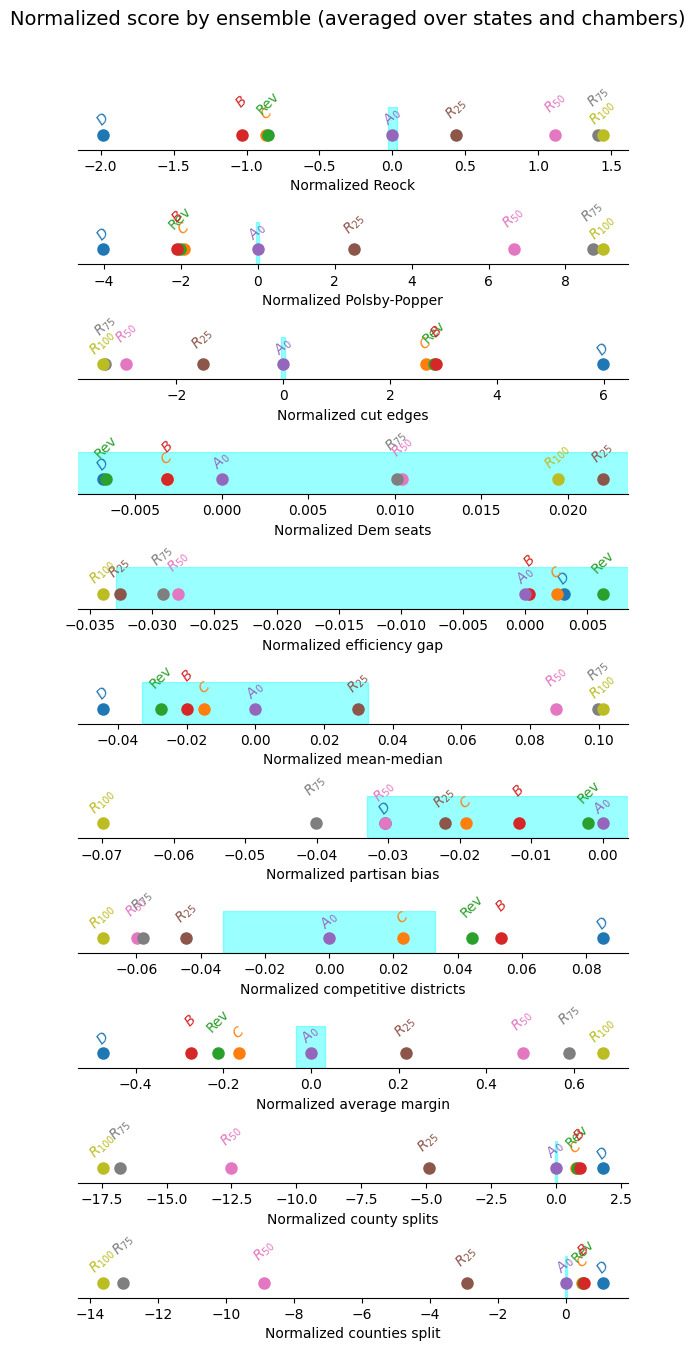 Normalized score by ensemble (averaged over states and chambers)
D B Rev C A0 R25 R50 R75 R100
−2.0 −1.5 −1.0 −0.5 0.0 0.5 1.0 1.5
Normalized Reock
D B Rev C A0 R25 R50 R75 R100
−4 −2 0 2 4 6 8
Normalized Polsby-Popper
R100 R75 R50 R25 A0 C Rev B D
−2 0 2 4 6
Normalized cut edges
D Rev B C A0 R75 R50 R100 R25
−0.005 0.000 0.005 0.010 0.015 0.020
Normalized Dem seats
R100 R25 R75 R50 A0 B C D Rev
−0.035 −0.030 −0.025 −0.020 −0.015 −0.010 −0.005 0.000 0.005
Normalized efficiency gap
D Rev B C A0 R25 R50 R75 R100
−0.04 −0.02 0.00 0.02 0.04 0.06 0.08 0.10
Normalized mean-median
R100 R75 R50 D R25 C B Rev A0
−0.07 −0.06 −0.05 −0.04 −0.03 −0.02 −0.01 0.00
Normalized partisan bias
R100 R50 R75 R25 A0 C Rev B D
−0.06 −0.04 −0.02 0.00 0.02 0.04 0.06 0.08
Normalized competitive districts
D B Rev C A0 R25 R50 R75 R100
−0.4 −0.2 0.0 0.2 0.4 0.6
Normalized average margin
R100 R75 R50 R25 A0 C Rev B D
−17.5 −15.0 −12.5 −10.0 −7.5 −5.0 −2.5 0.0 2.5
Normalized county splits
R100 R75 R50 R25 A0 C Rev B D
−14 −12 −10 −8 −6 −4 −2 0
Normalized counties split